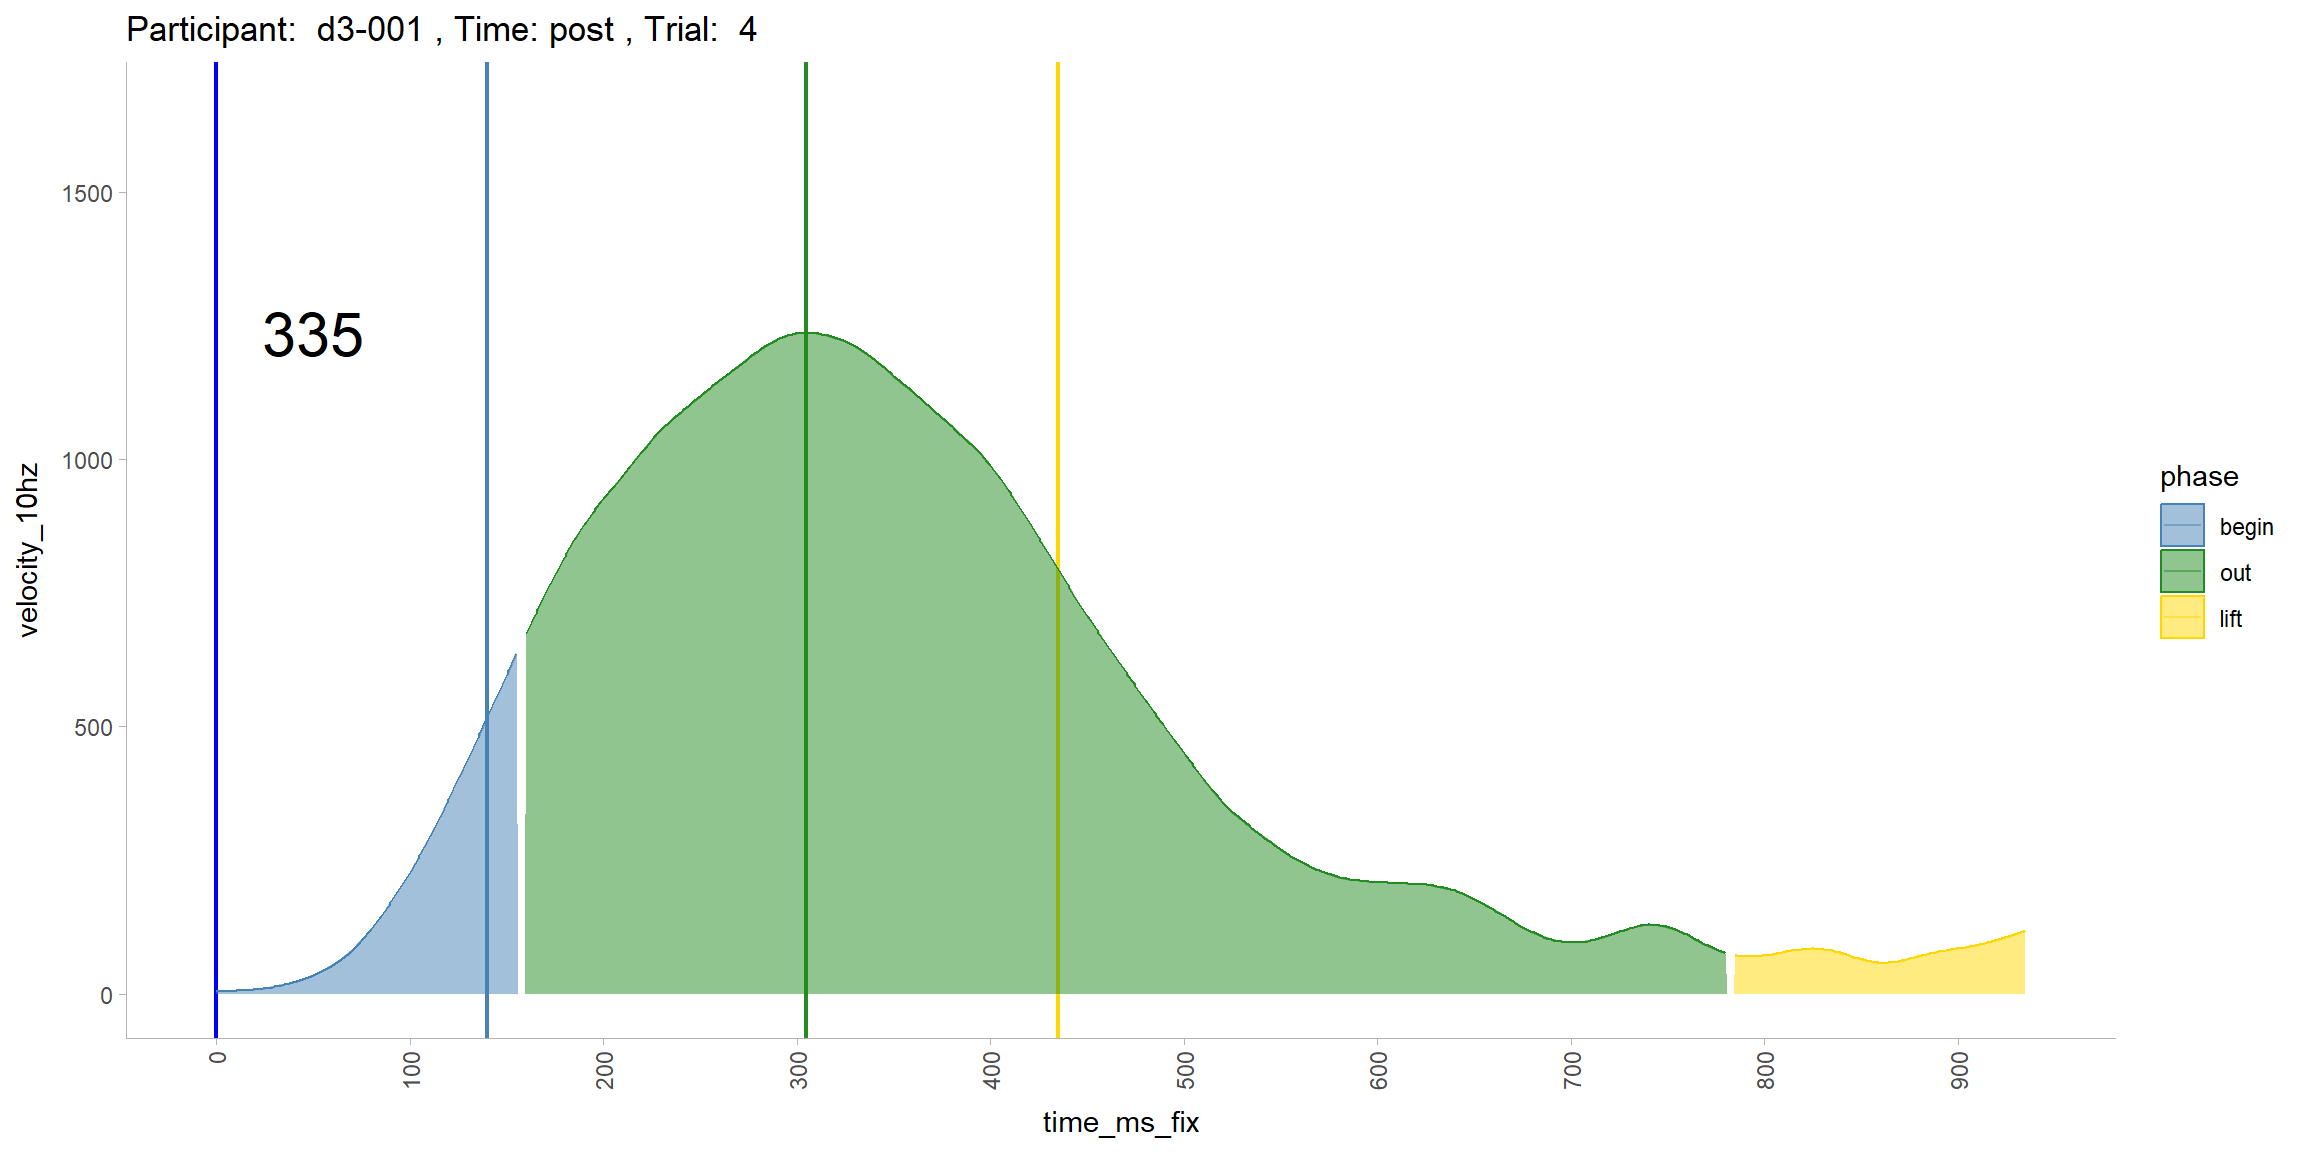 Participant:  d3-001 , Time: post , Trial:  4
velocity_10hz
1500
1000
500
0
335
0
100
200
300
400
500
600
700
800
900
time_ms_fix
phase
begin
out
lift